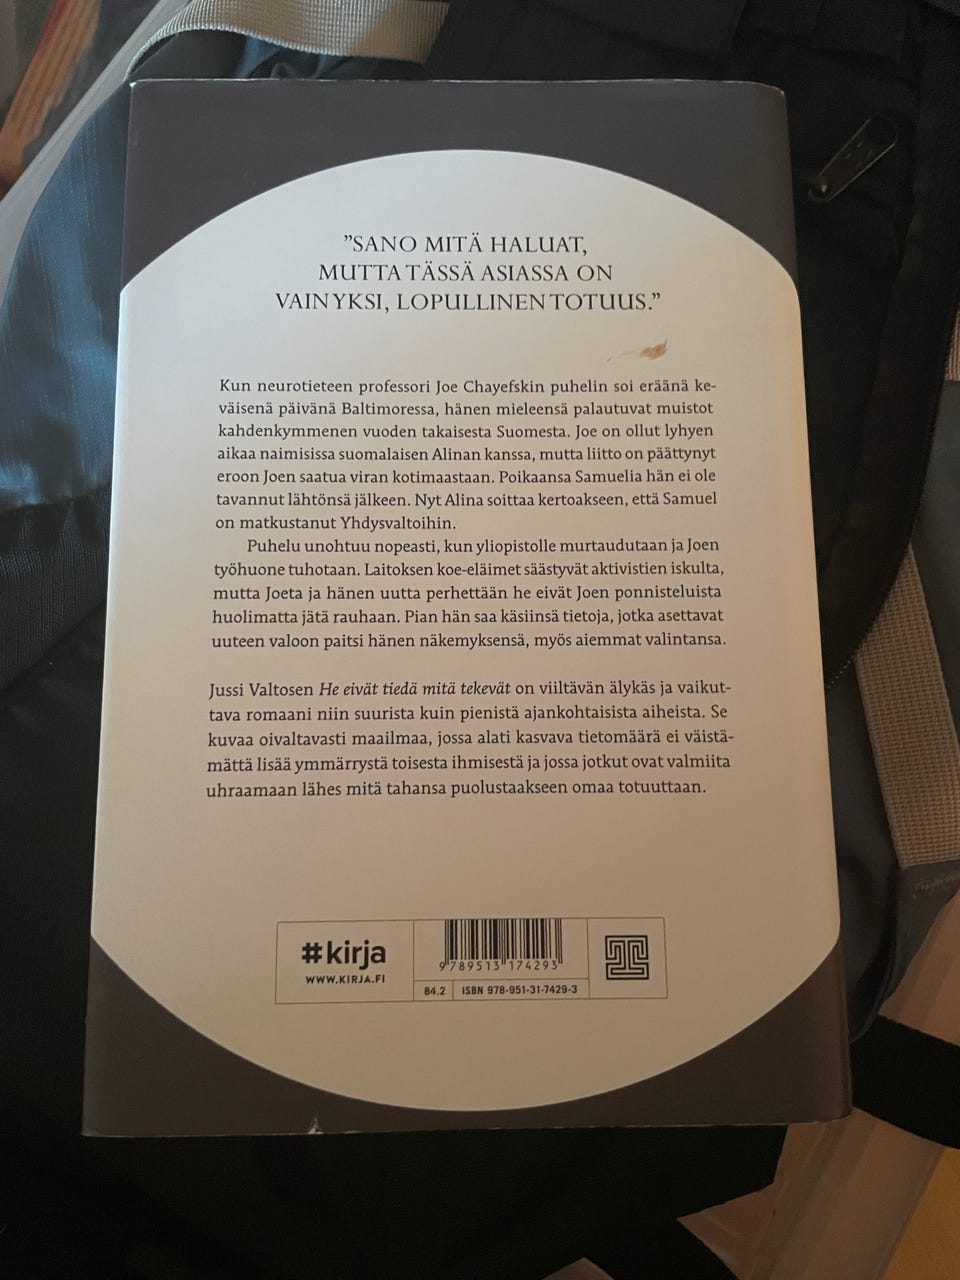 ”SANO MITÄ HALUAT,
MUTTA TÄSSÄ ASIASSA ON
VAIN YKSI, LOPULLINEN TOTUUS.”
Kun neurotieteen professori Joe Chayefskin puhelin soi eräänä ke-
väisenä päivänä Baltimoressa, hänen mieleensä palautuvat muistot
kahdenkymmenen vuoden takaisesta Suomesta. Joe on ollut lyhyen
aikaa naimisissa suomalaisen Alinan kanssa, mutta liitto on päättynyt
eroon Joen saatua viran kotimaastaan. Poikaansa Samuelia hän ei ole
tavannut lähtönsä jälkeen. Nyt Alina soittaa kertoakseen, että Samuel
on matkustanut Yhdysvaltoihin.
Puhelu unohtuu nopeasti, kun yliopistolle murtaudutaan ja Joen
työhuone tuhotaan. Laitoksen koe-eläimet säästyvät aktivistien iskulta,
mutta Joeta ja hänen uutta perhettään he eivät Joen ponnisteluista
huolimatta jätä rauhaan. Pian hän saa käsiinsä tietoja, jotka asettavat
uuteen valoon paitsi hänen näkemyksensä, myös aiemmat valintansa.
Jussi Valtosen He eivät tiedä mitä tekevät on viiltävän älykäs ja vaikut-
tava romaani niin suurista kuin pienistä ajankohtaisista aiheista. Se
kuvaa oivaltavasti maailmaa, jossa alati kasvava tietomäärä ei väistä-
mättä lisää ymmärrystä toisesta ihmisestä ja jossa jotkut ovat valmiita
uhraamaan lähes mitä tahansa puolustaakseen omaa totuuttaan.
#kirja
WWW.KIRJA.FI
9 789513 174293
84.2 ISBN 978-951-31-7429-3